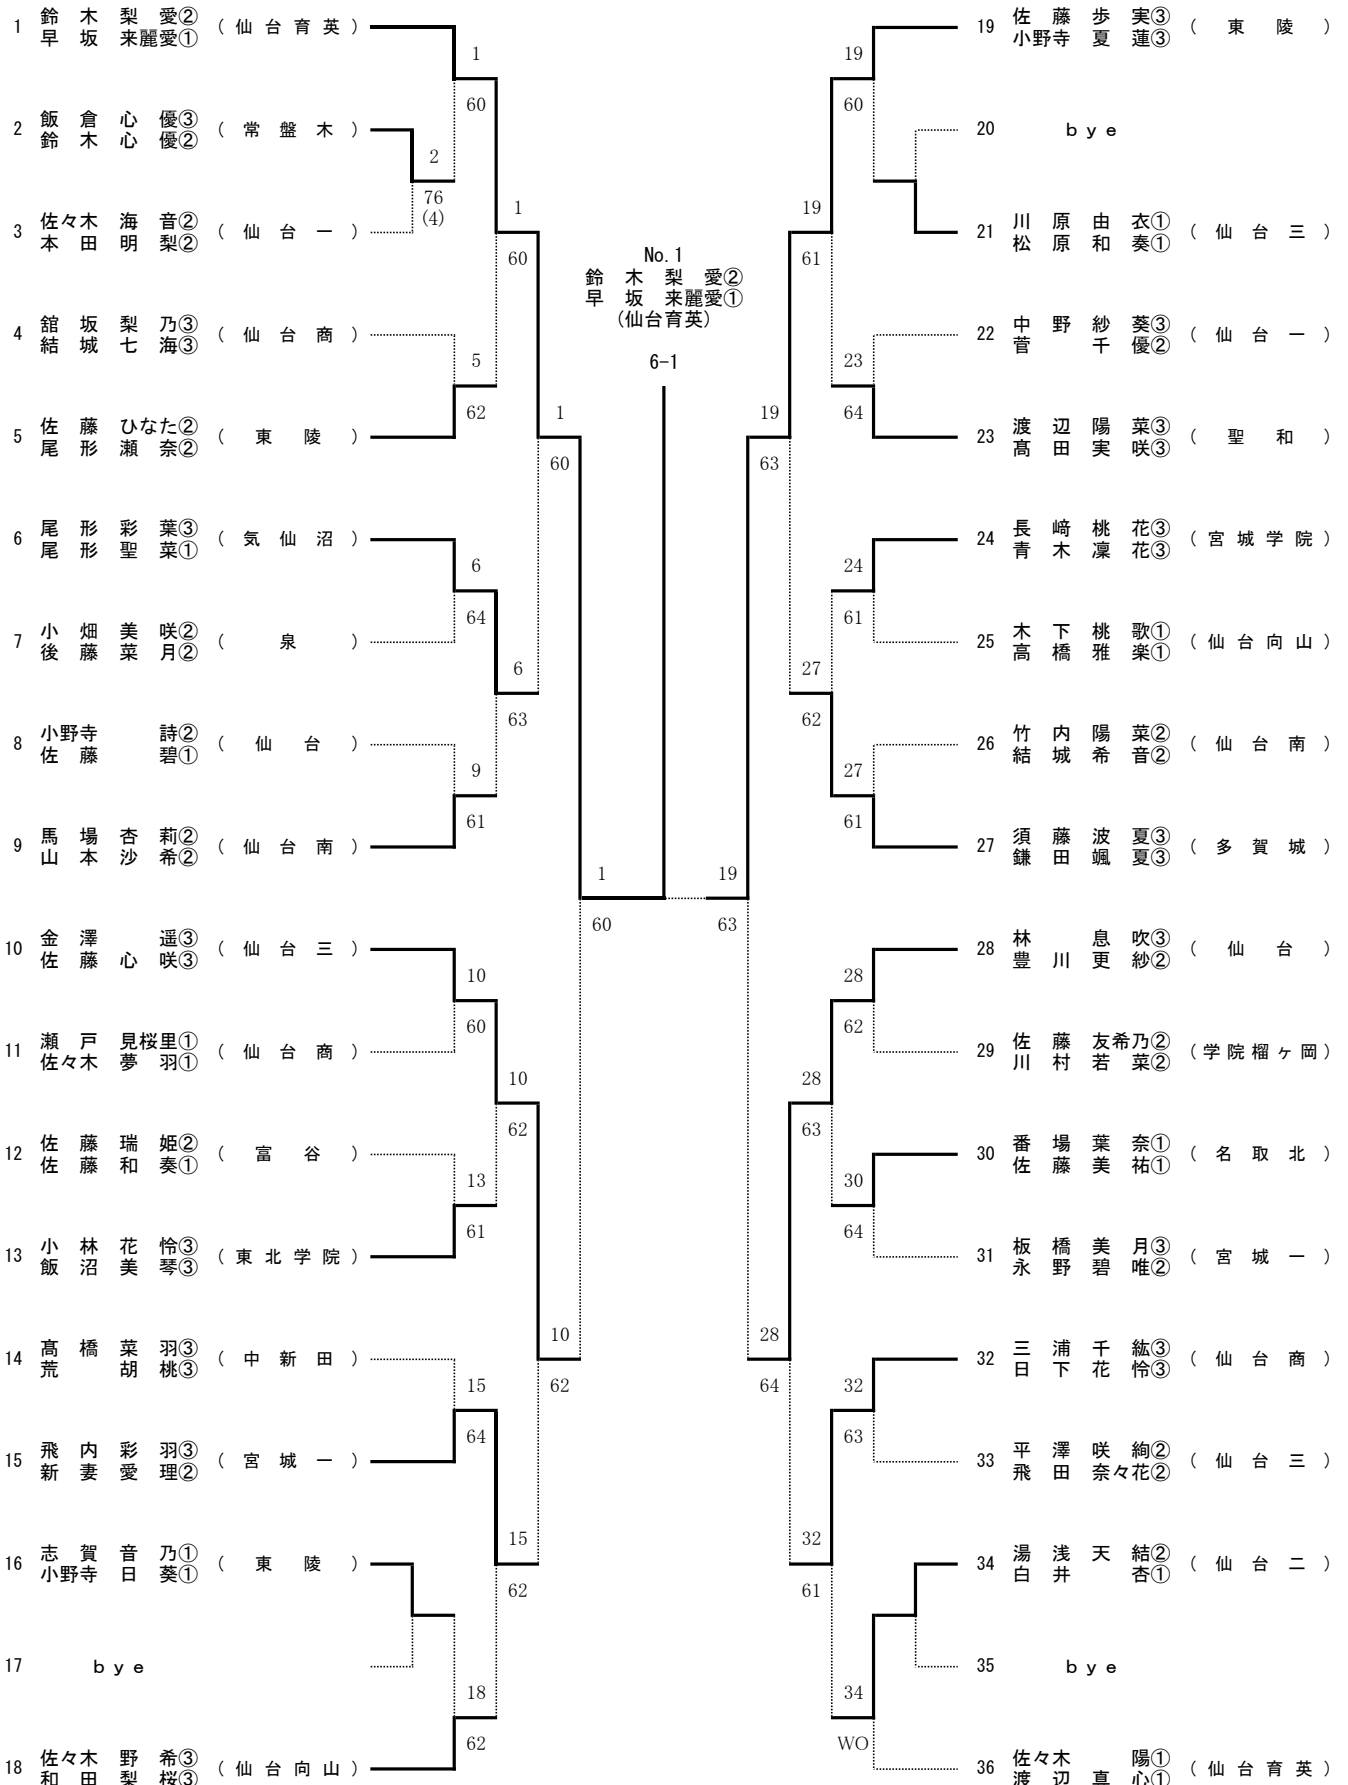 1 鈴木梨愛② (仙台育英)
早坂来麗愛①
2 飯倉心優③ (常盤木)
鈴木心優②
3 佐々木海音② (仙台一)
本田明梨②
4 舘坂梨乃③ (仙台商)
結城七海③
5 佐藤ひなた② (東陵)
尾形瀬奈②
6 尾形彩葉③ (気仙沼)
尾形聖菜①
7 小畑美咲② (泉)
後藤菜月②
8 小野寺詩② (仙台)
佐藤碧①
9 馬場杏莉② (仙台南)
山本沙希②
10 金澤遥③ (仙台三)
佐藤心咲③
11 瀬戸見桜里① (仙台商)
佐々木夢羽①
12 佐藤瑞姫② (富谷)
佐藤和奏①
13 小林花怜③ (東北学院)
飯沼美琴③
14 髙橋菜羽③ (中新田)
荒胡桃③
15 飛内彩羽③ (宮城一)
新妻愛理②
16 志賀音乃① (東陵)
小野寺日葵①
17 bye
18 佐々木野希③ (仙台向山)
和田梨桜③
2
76
(4)
1
60
5
62
6
64
9
61
10
60
13
61
15
64
18
62
1
60
6
63
10
62
15
62
1
60
10
62
1
60
No.1
鈴木梨愛②
早坂来麗愛①
(仙台育英)
6-1
19
63
19
63
28
64
19
61
27
62
28
63
32
61
19
60
23
64
24
61
27
61
28
62
30
64
32
63
34
WO
19 佐藤歩実③ (東陵)
小野寺夏蓮③
20 bye
21 川原由衣① (仙台三)
松原和奏①
22 中野紗葵③ (仙台一)
菅千優②
23 渡辺陽菜③ (聖和)
髙田実咲③
24 長﨑桃花③ (宮城学院)
青木凜花③
25 木下桃歌① (仙台向山)
高橋雅楽①
26 竹内陽菜② (仙台南)
結城希音②
27 須藤波夏③ (多賀城)
鎌田颯夏③
28 林息吹③ (仙台)
豊川更紗②
29 佐藤友希乃② (学院榴ヶ岡)
川村若菜②
30 番場葉奈① (名取北)
佐藤美祐①
31 板橋美月③ (宮城一)
永野碧唯②
32 三浦千紘③ (仙台商)
日下花怜③
33 平澤咲絢② (仙台三)
飛田奈々花②
34 湯浅天結② (仙台二)
白井杏①
35 bye
36 佐々木陽① (仙台育英)
渡辺真心①